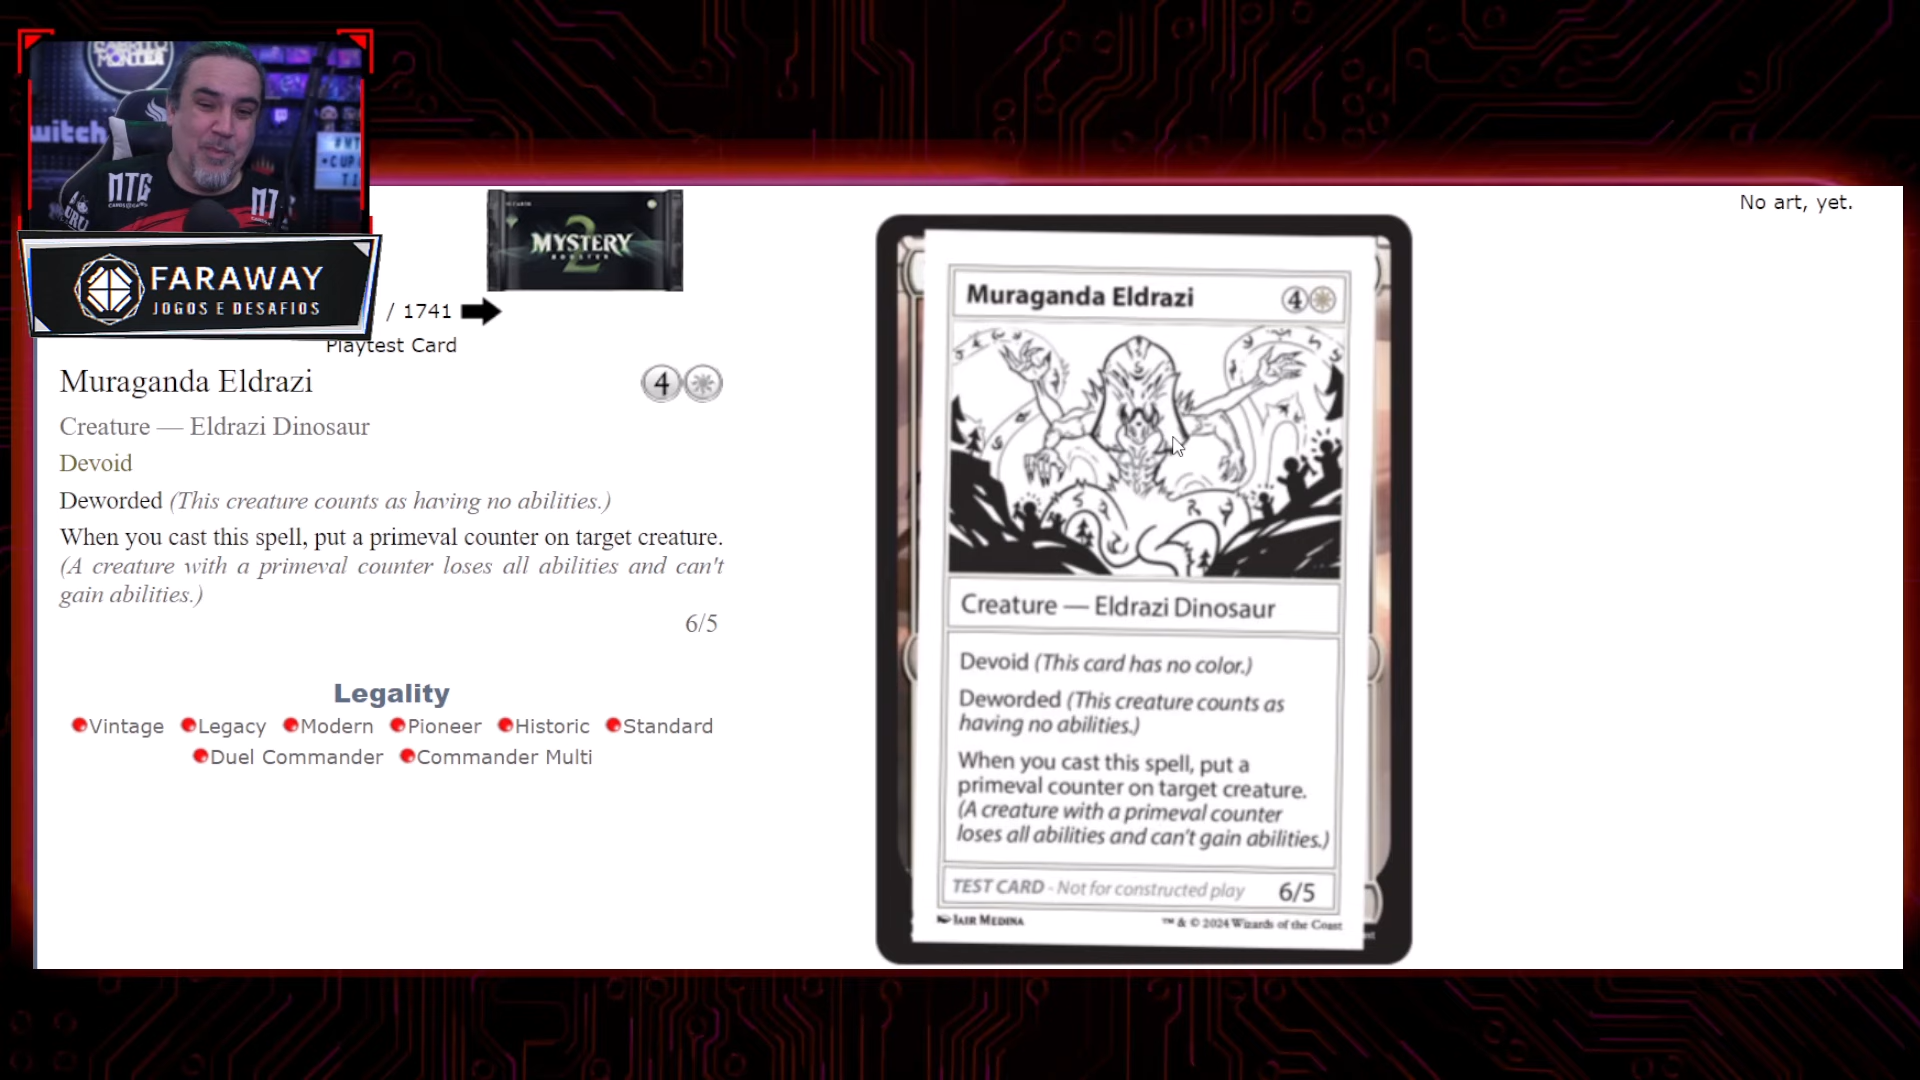 witch
MTG
M7
FARAWAY
JOGOS E DESAFIOS
MYSTERY
BOOSTER
2
/ 1741
Playtest Card
No art, yet.
Muraganda Eldrazi
4
Creature — Eldrazi Dinosaur
Devoid
Deworded (This creature counts as having no abilities.)
When you cast this spell, put a primeval counter on target creature.
(A creature with a primeval counter loses all abilities and can't
gain abilities.)
6/5
Legality
Vintage Legacy Modern Pioneer Historic Standard
Duel Commander Commander Multi
Muraganda Eldrazi
4
Creature — Eldrazi Dinosaur
Devoid (This card has no color.)
Deworded (This creature counts as
having no abilities.)
When you cast this spell, put a
primeval counter on target creature.
(A creature with a primeval counter
loses all abilities and can't gain abilities.)
TEST CARD - Not for constructed play 6/5
IAIR MEDINA ™ & © 2024 Wizards of the Coast